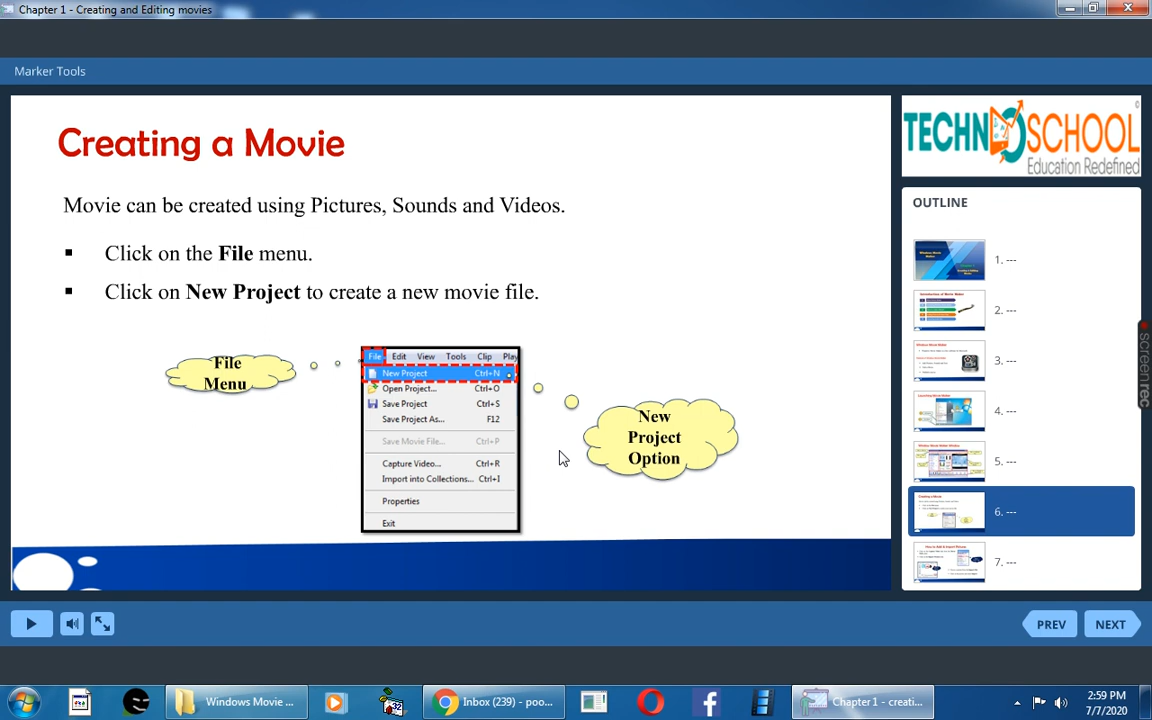 Chapter 1 - Creating and Editing movies
Marker Tools
Creating a Movie
Movie can be created using Pictures, Sounds and Videos.
▪ Click on the File menu.
▪ Click on New Project to create a new movie file.
File
Menu
File Edit View Tools Clip Play
New Project Ctrl+N
Open Project... Ctrl+O
Save Project Ctrl+S
Save Project As... F12
Save Movie File... Ctrl+P
Capture Video... Ctrl+R
Import into Collections... Ctrl+I
Properties
Exit
New
Project
Option
TECHNOSCHOOL
©
Education Redefined
OUTLINE
1. ---
2. ---
3. ---
4. ---
5. ---
6. ---
7. ---
screenrec
PREV
NEXT
Windows Movie ...
Inbox (239) - poo...
Chapter 1 - creati...
2:59 PM
7/7/2020